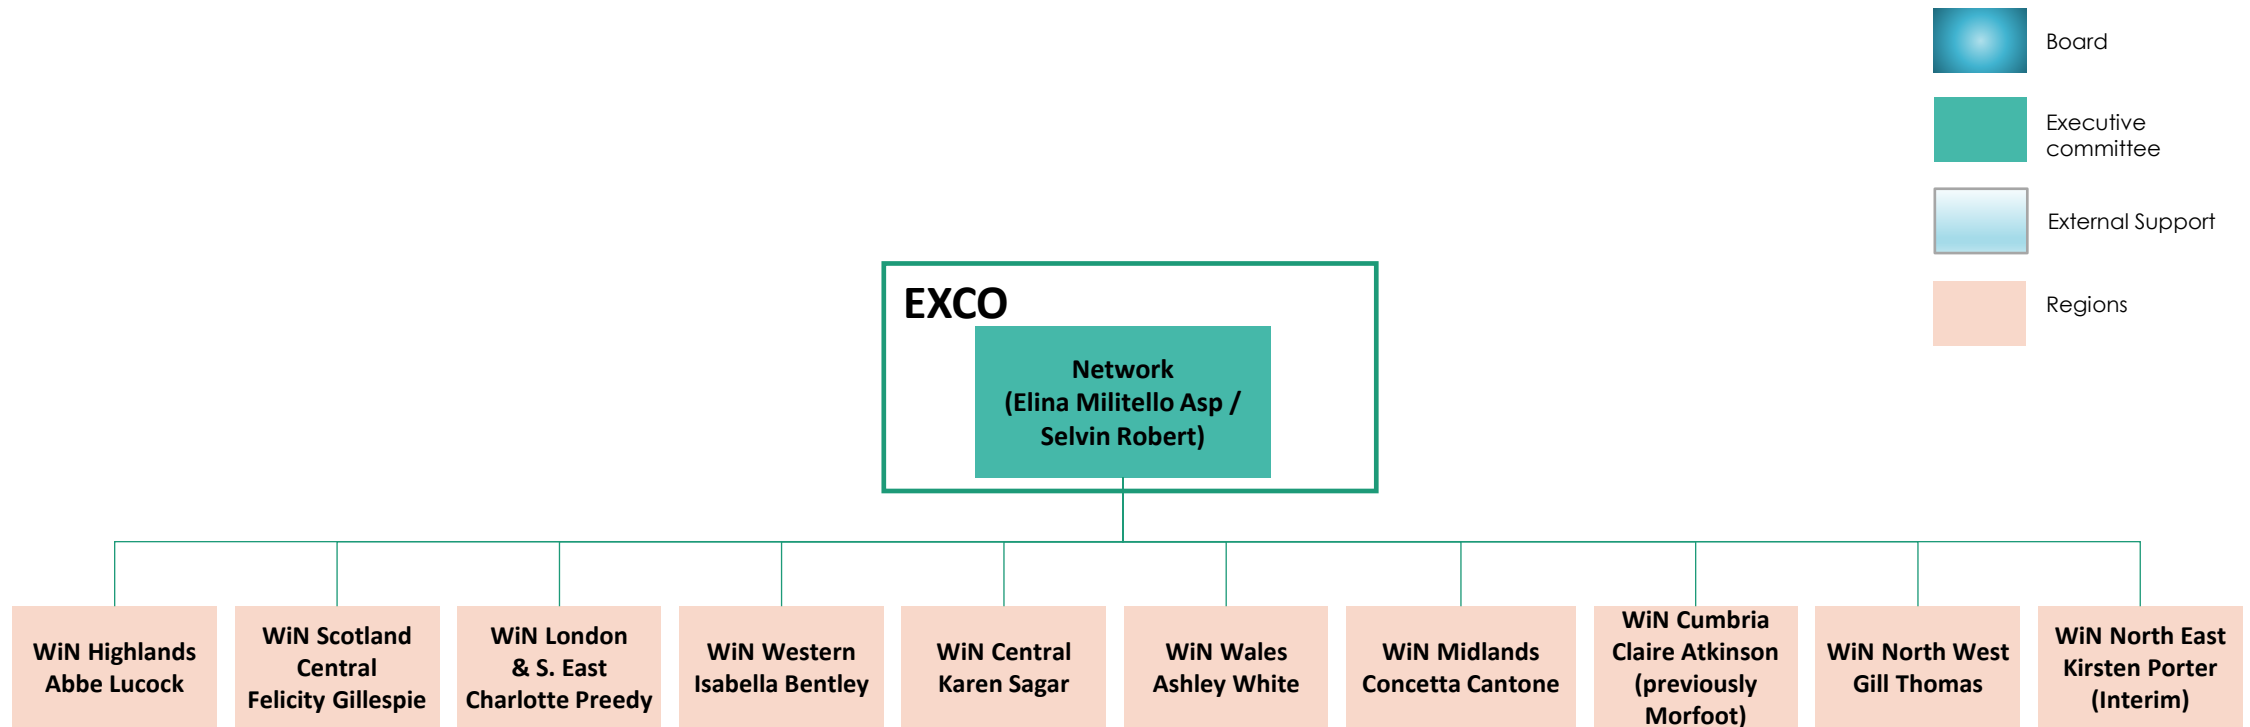 Board
Executive
committee
External Support
Regions
EXCO
Network
(Elina Militello Asp /
Selvin Robert)
WiN Highlands
Abbe Lucock
WiN Scotland
Central
Felicity Gillespie
WiN London
& S. East
Charlotte Preedy
WiN Western
Isabella Bentley
WiN Central
Karen Sagar
WiN Wales
Ashley White
WiN Midlands
Concetta Cantone
WiN Cumbria
Claire Atkinson
(previously
Morfoot)
WiN North West
Gill Thomas
WiN North East
Kirsten Porter
(Interim)